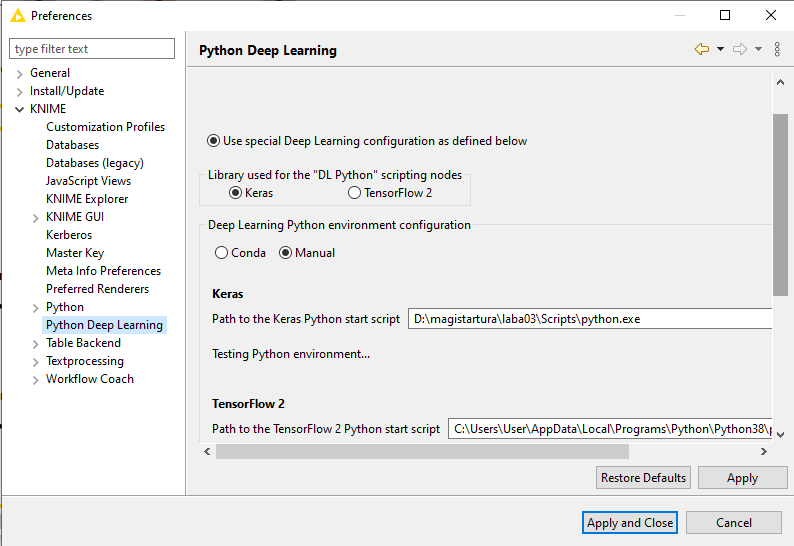 Preferences
type filter text
General
Install/Update
KNIME
Customization Profiles
Databases
Databases (legacy)
JavaScript Views
KNIME Explorer
KNIME GUI
Kerberos
Master Key
Meta Info Preferences
Preferred Renderers
Python
Python Deep Learning
Table Backend
Textprocessing
Workflow Coach
Python Deep Learning
Use special Deep Learning configuration as defined below
Library used for the "DL Python" scripting nodes
Keras TensorFlow 2
Deep Learning Python environment configuration
Conda Manual
Keras
Path to the Keras Python start script D:\magistartura\laba03\Scripts\python.exe
Testing Python environment...
TensorFlow 2
Path to the TensorFlow 2 Python start script C:\Users\User\AppData\Local\Programs\Python\Python38\p
Restore Defaults Apply
Apply and Close Cancel